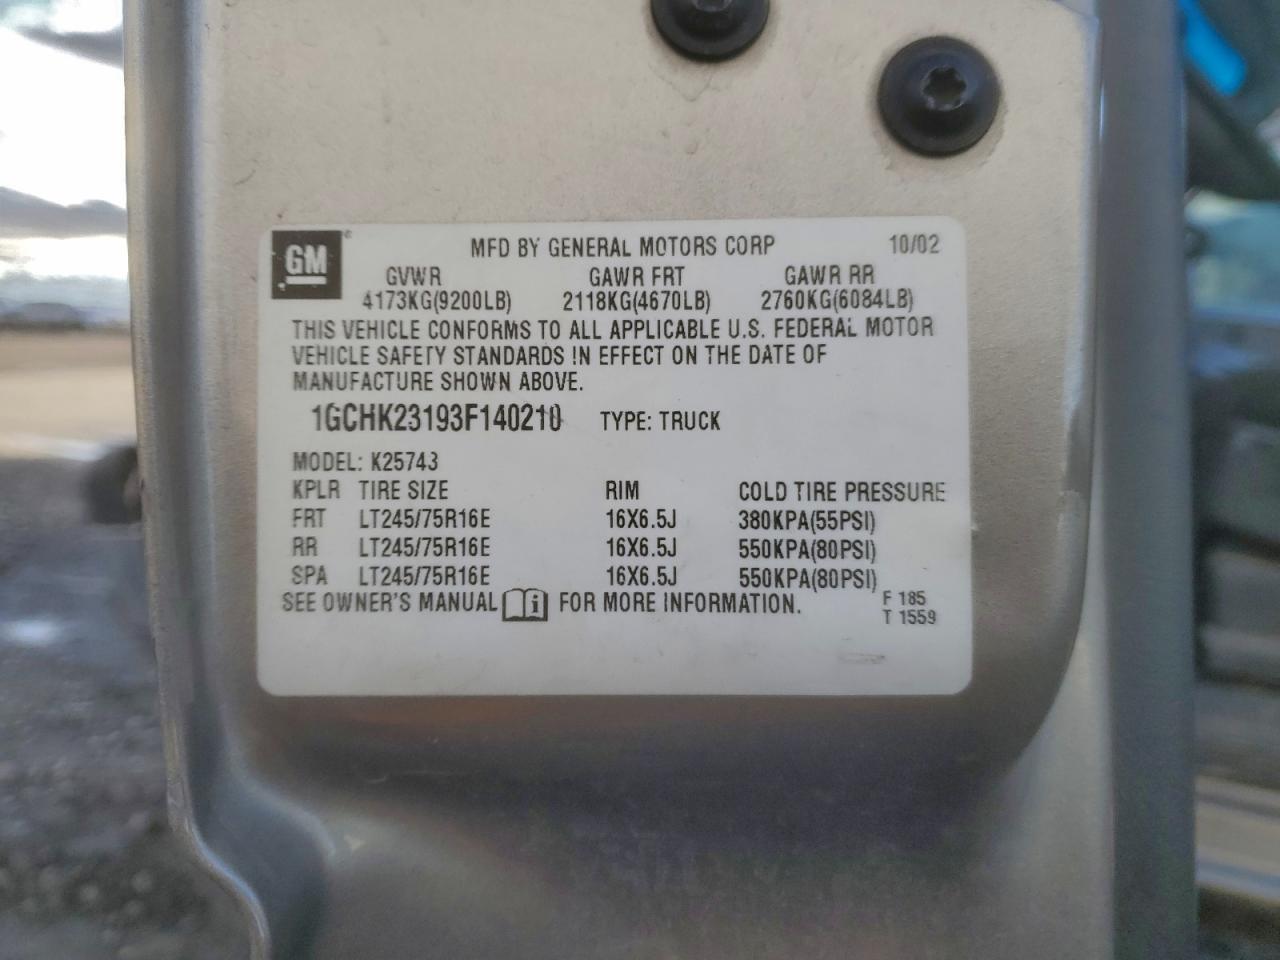 GM
MFD BY GENERAL MOTORS CORP 10/02
GVWR GAWR FRT GAWR RR
4173KG(9200LB) 2118KG(4670LB) 2760KG(6084LB)
THIS VEHICLE CONFORMS TO ALL APPLICABLE U.S. FEDERAL MOTOR
VEHICLE SAFETY STANDARDS IN EFFECT ON THE DATE OF
MANUFACTURE SHOWN ABOVE.
1GCHK23193F140210 TYPE: TRUCK
MODEL: K25743
KPLR TIRE SIZE RIM COLD TIRE PRESSURE
FRT LT245/75R16E 16X6.5J 380KPA(55PSI)
RR LT245/75R16E 16X6.5J 550KPA(80PSI)
SPA LT245/75R16E 16X6.5J 550KPA(80PSI)
SEE OWNER'S MANUAL i FOR MORE INFORMATION. F 185
T 1559